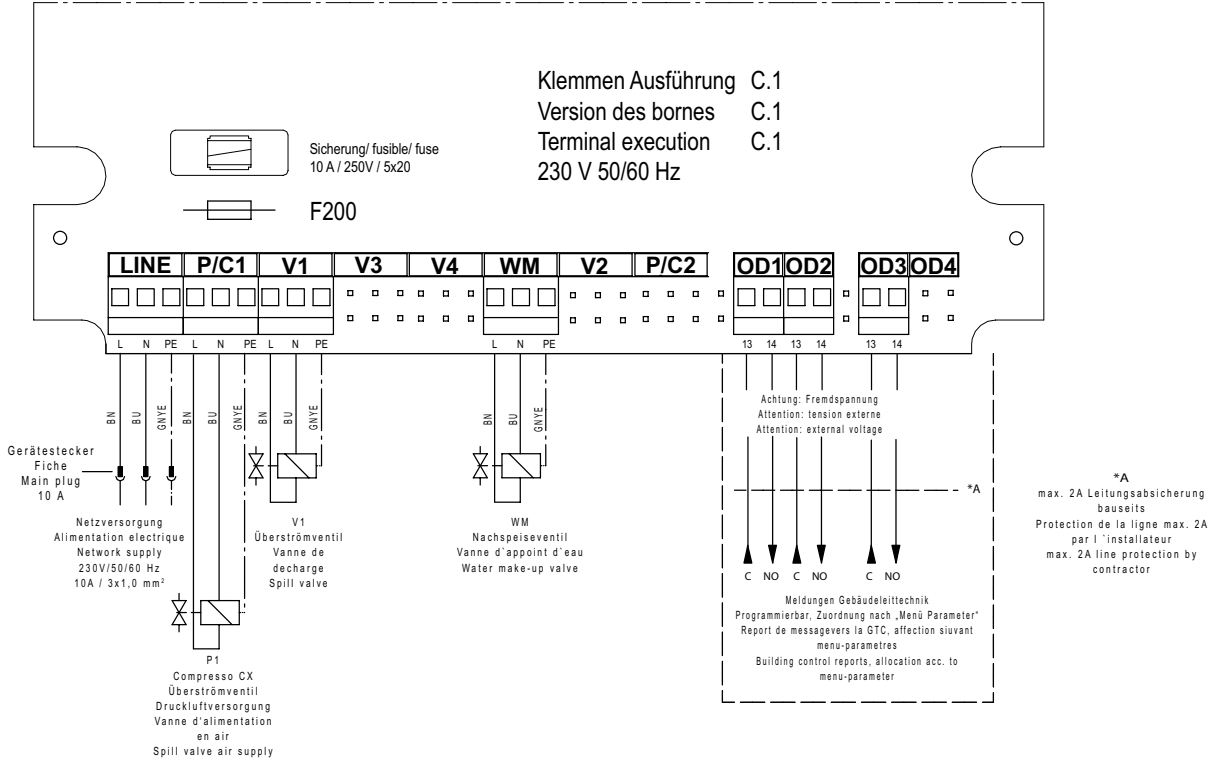 Klemmen Ausführung C.1
Version des bornes C.1
Terminal execution C.1
230 V 50/60 Hz
Sicherung/ fusible/ fuse
10 A / 250V / 5x20
F200
LINE P/C1 V1 V3 V4 WM V2 P/C2 OD1 OD2 OD3 OD4
L N PE L N PE L N PE L N PE 13 14 13 14 13 14
BN BU GNYE BN BU GNYE BN BU GNYE BN BU GNYE
Achtung: Fremdspannung
Attention: tension externe
Attention: external voltage
Gerätestecker
Fiche
Main plug
10 A
Netzversorgung
Alimentation electrique
Network supply
230V/50/60 Hz
10A / 3x1,0 mm²
V1
Überströmventil
Vanne de
decharge
Spill valve
WM
Nachspeiseventil
Vanne d`appoint d`eau
Water make-up valve
*A
C NO C NO C NO
Meldungen Gebäudeleittechnik
Programmierbar, Zuordnung nach „Menü Parameter“
Report de messagevers la GTC, affection siuvant
menu-parametres
Building control reports, allocation acc. to
menu-parameter
*A
max. 2A Leitungsabsicherung
bauseits
Protection de la ligne max. 2A
par l `installateur
max. 2A line protection by
contractor
P1
Compresso CX
Überströmventil
Druckluftversorgung
Vanne d'alimentation
en air
Spill valve air supply